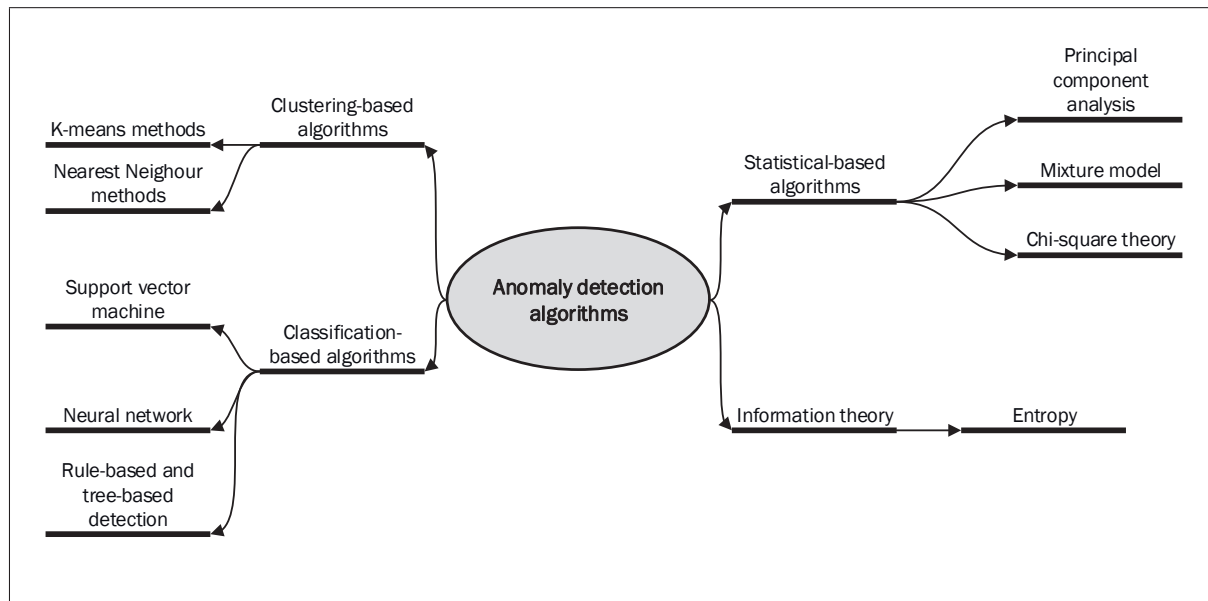 Clustering-based
algorithms
K-means methods
Nearest Neighour
methods
Support vector
machine
Classification-
based algorithms
Neural network
Rule-based and
tree-based
detection
Anomaly detection
algorithms
Statistical-based
algorithms
Principal
component
analysis
Mixture model
Chi-square theory
Information theory
Entropy